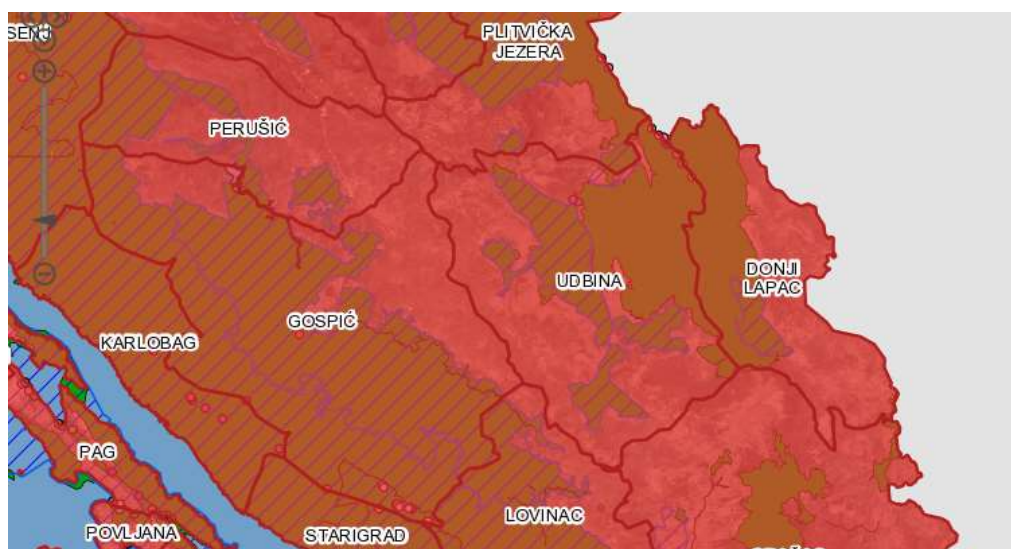 SENJ
PLITVIČKA
JEZERA
PERUŠIĆ
UDBINA
DONJI
LAPAC
GOSPIĆ
KARLOBAG
PAG
LOVINAC
POVLJANA
STARIGRAD